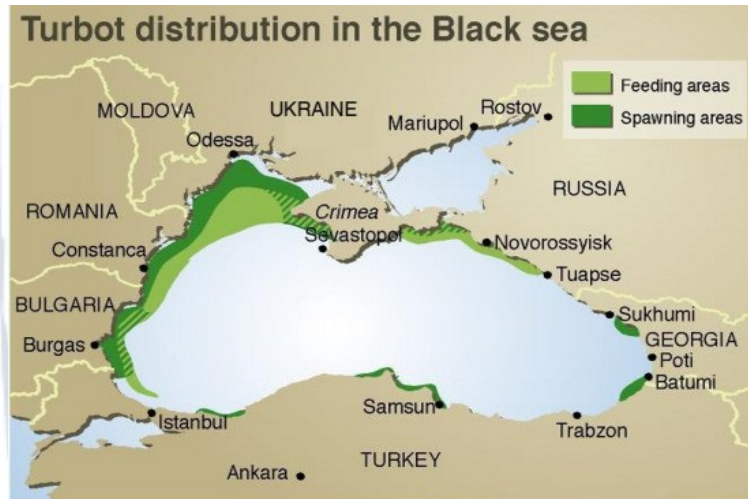 Turbot distribution in the Black sea
Feeding areas
Spawning areas
MOLDOVA
UKRAINE
Rostov
Mariupol
Odessa
RUSSIA
ROMANIA
Crimea
Sevastopol
Novorossyisk
Constanca
Tuapse
BULGARIA
Sukhumi
GEORGIA
Burgas
Poti
Batumi
Istanbul
Samsun
Trabzon
TURKEY
Ankara